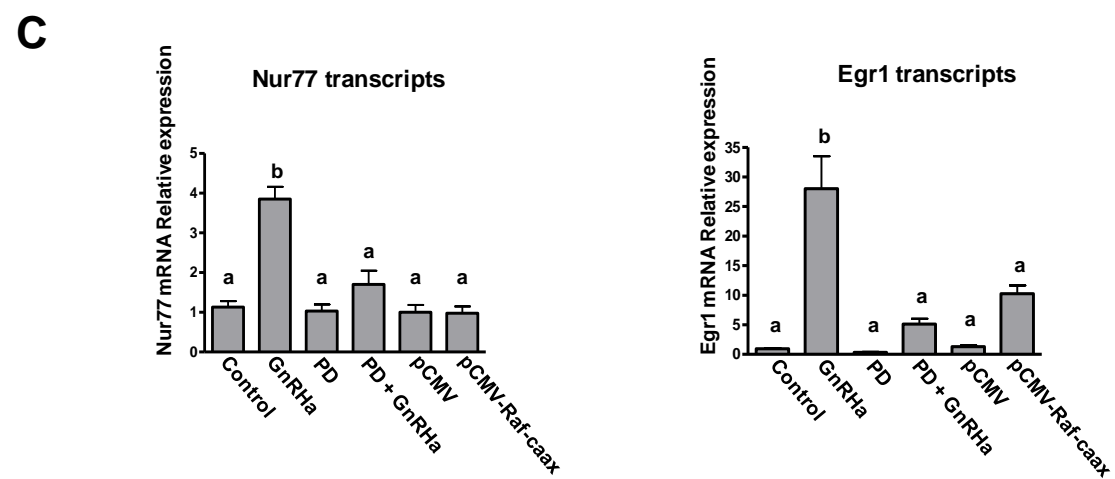 C
Nur77 transcripts
Nur77 mRNA Relative expression
5
4
3
2
1
0
a
b
a
a
a
a
Control
GnRHa
PD
PD + GnRHa
pCMV
pCMV-Raf-caax
Egr1 transcripts
Egr1 mRNA Relative expression
35
30
25
20
15
10
5
0
a
b
a
a
a
a
Control
GnRHa
PD
PD + GnRHa
pCMV
pCMV-Raf-caax